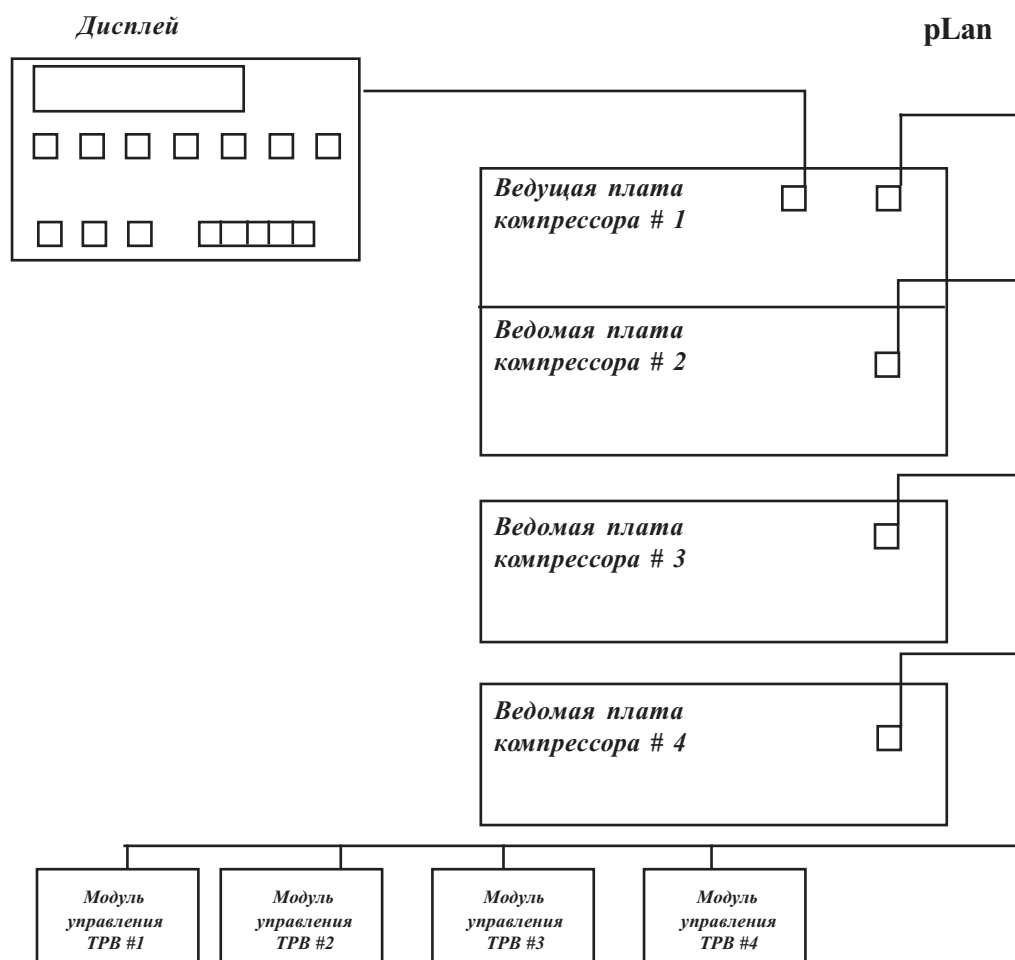 Дисплей
pLan
Ведущая плата
компрессора # 1
Ведомая плата
компрессора # 2
Ведомая плата
компрессора # 3
Ведомая плата
компрессора # 4
Модуль
управления
ТРВ #1
Модуль
управления
ТРВ #2
Модуль
управления
ТРВ #3
Модуль
управления
ТРВ #4